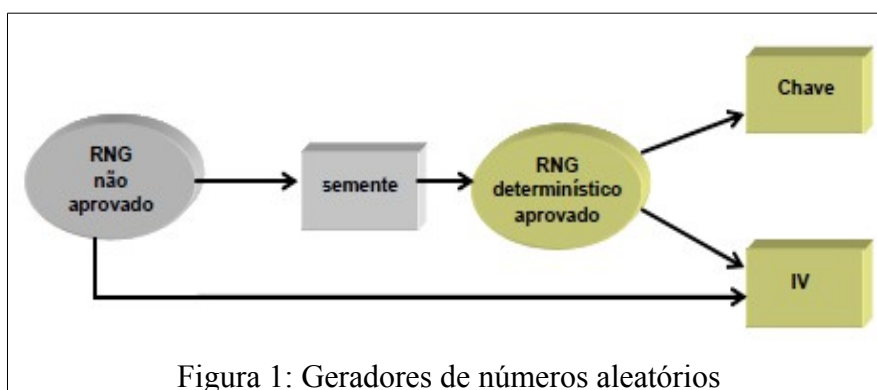 RNG
não
aprovado
semente
RNG
determinístico
aprovado
Chave
IV
Figura 1: Geradores de números aleatórios